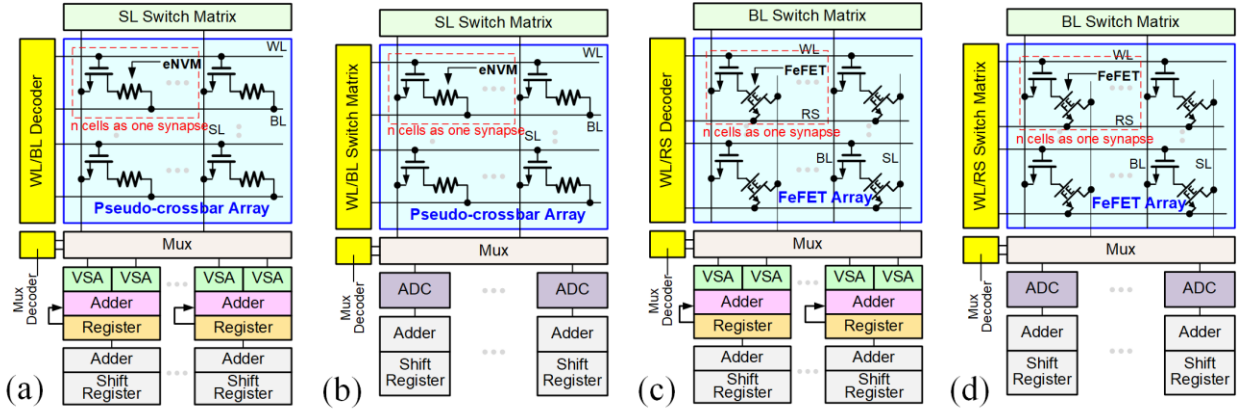 SL Switch Matrix
WL/BL Decoder
WL
eNVM
n cells as one synapse
BL
SL
Pseudo-crossbar Array
Mux
Mux
Decoder
VSA
VSA
VSA
VSA
Adder
Adder
Register
Register
Adder
Adder
Shift
Register
Shift
Register
(a)
SL Switch Matrix
WL/BL Switch Matrix
WL
eNVM
n cells as one synapse
BL
SL
Pseudo-crossbar Array
Mux
Mux
Decoder
ADC
ADC
Adder
Adder
Shift
Register
Shift
Register
(b)
BL Switch Matrix
WL/RS Decoder
WL
FeFET
RS
n cells as one synapse
BL
SL
FeFET Array
Mux
Mux
Decoder
VSA
VSA
VSA
VSA
Adder
Adder
Register
Register
Adder
Adder
Shift
Register
Shift
Register
(c)
BL Switch Matrix
WL/RS Switch Matrix
WL
FeFET
RS
n cells as one synapse
BL
SL
FeFET Array
Mux
Mux
Decoder
ADC
ADC
Adder
Adder
Shift
Register
Shift
Register
(d)